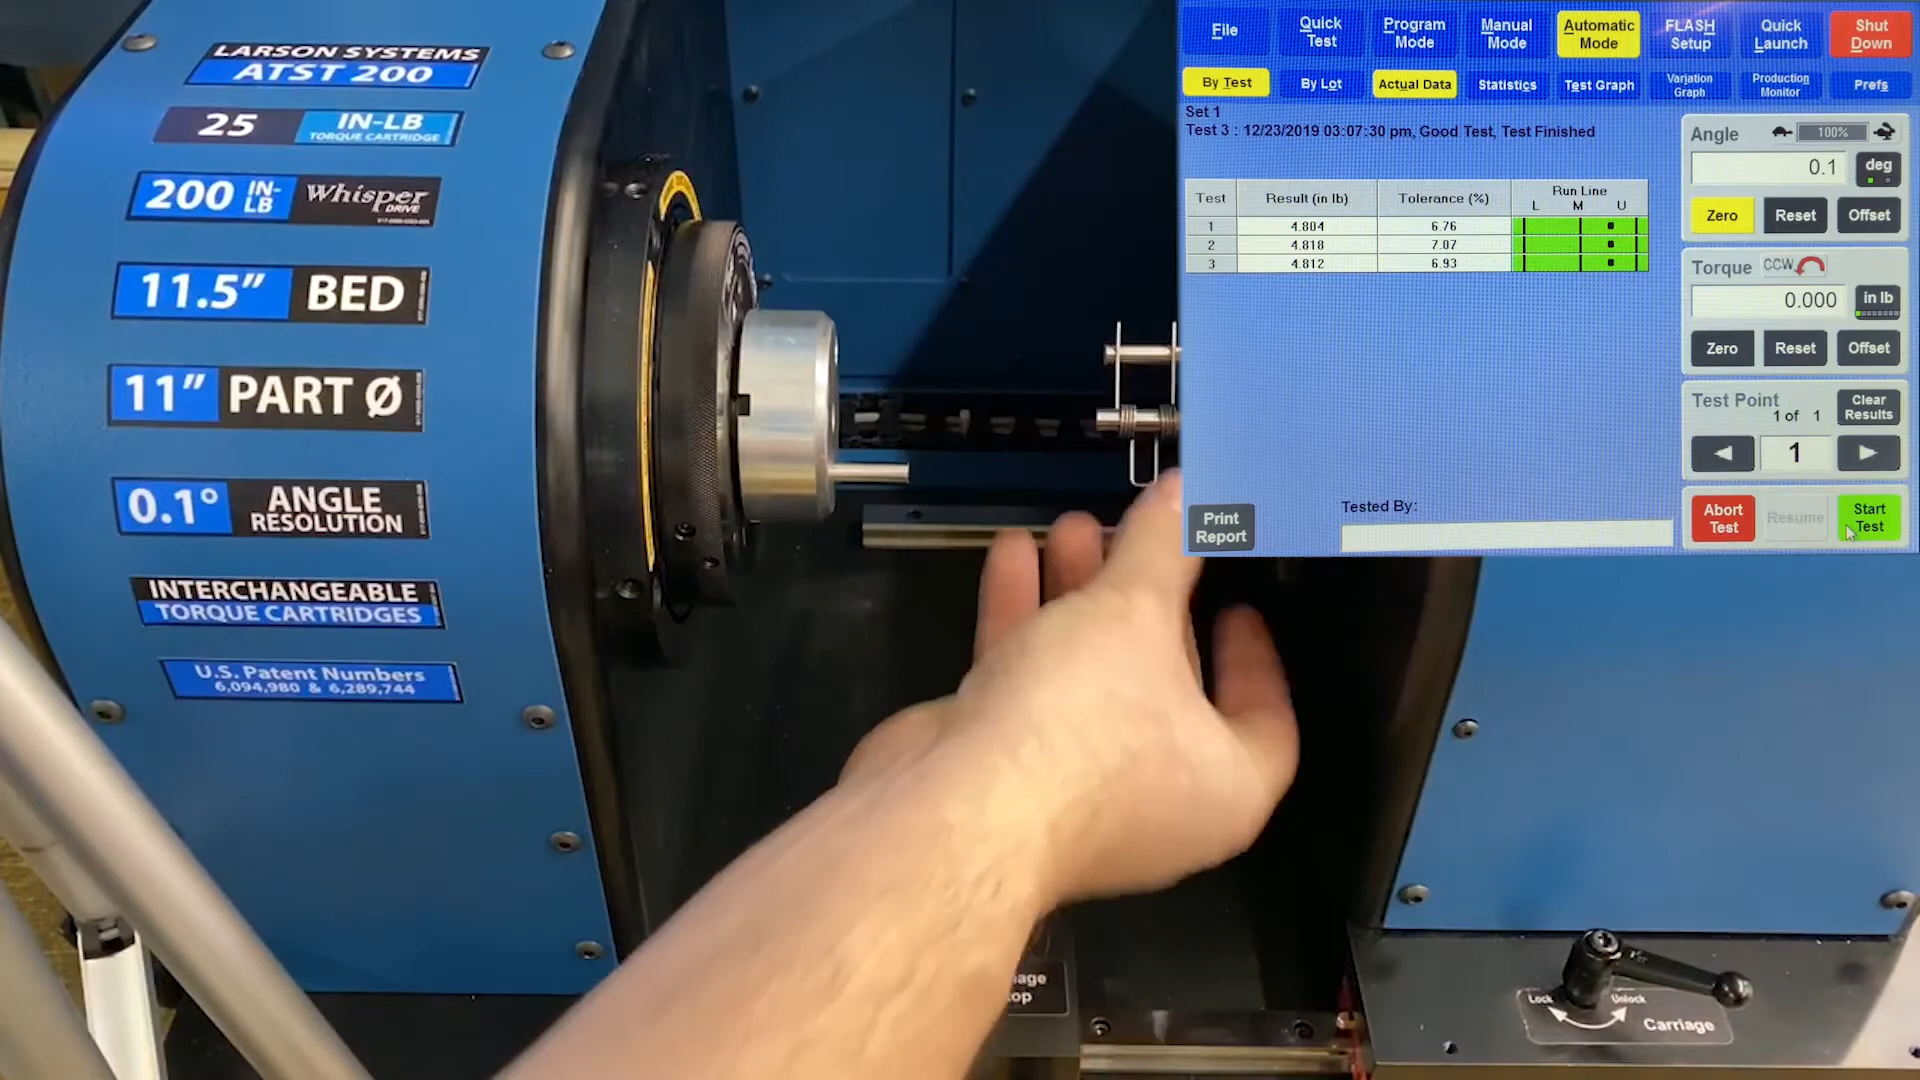 LARSON SYSTEMS
ATST 200
25 IN-LB
TORQUE CARTRIDGE
200 IN-LB Whisper
DRIVE
11.5” BED
11” PART Ø
0.1° ANGLE
RESOLUTION
INTERCHANGEABLE
TORQUE CARTRIDGES
U.S. Patent Numbers
6,094,980 & 6,289,744
File
Quick Test
Program Mode
Manual Mode
Automatic Mode
FLASH Setup
Quick Launch
Shut Down
By Test
By Lot
Actual Data
Statistics
Test Graph
Variation Graph
Production Monitor
Prefs
Set 1
Test 3 : 12/23/2019 03:07:30 pm, Good Test, Test Finished
Test Result (in lb) Tolerance (%) Run Line
L M U
1 4.804 6.76
2 4.818 7.07
3 4.812 6.93
Tested By:
Print Report
Angle 100%
0.1 deg
Zero Reset Offset
Torque CCW
0.000 in lb
Zero Reset Offset
Test Point
1 of 1
Clear Results
1
Abort Test
Resume
Start Test
Lock Unlock
Carriage